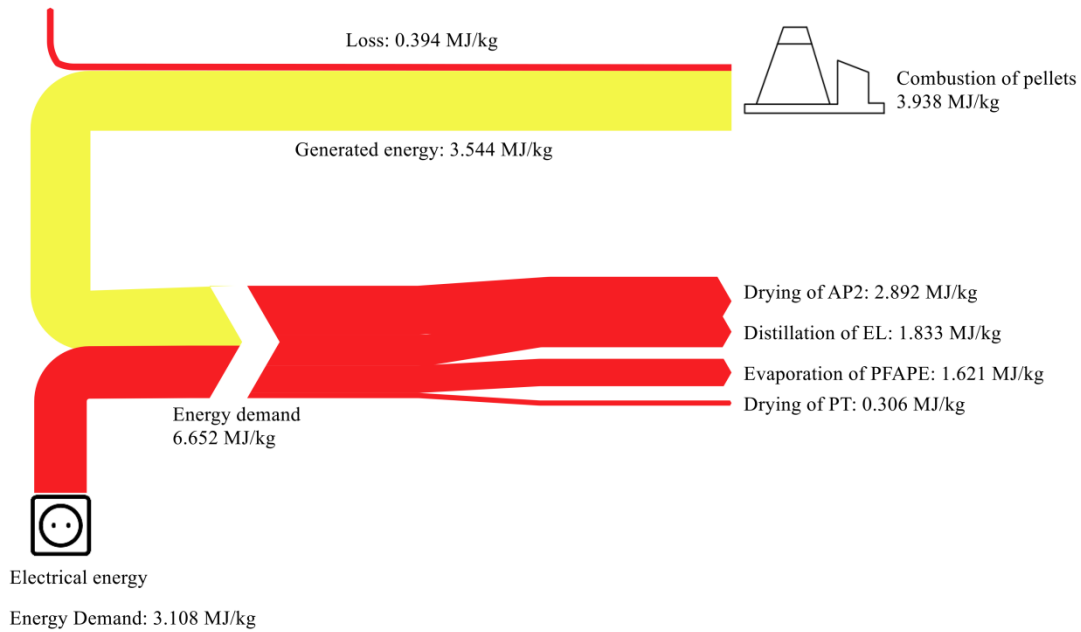 Loss: 0.394 MJ/kg
Combustion of pellets
3.938 MJ/kg
Generated energy: 3.544 MJ/kg
Drying of AP2: 2.892 MJ/kg
Distillation of EL: 1.833 MJ/kg
Evaporation of PFAPE: 1.621 MJ/kg
Drying of PT: 0.306 MJ/kg
Energy demand
6.652 MJ/kg
Electrical energy
Energy Demand: 3.108 MJ/kg